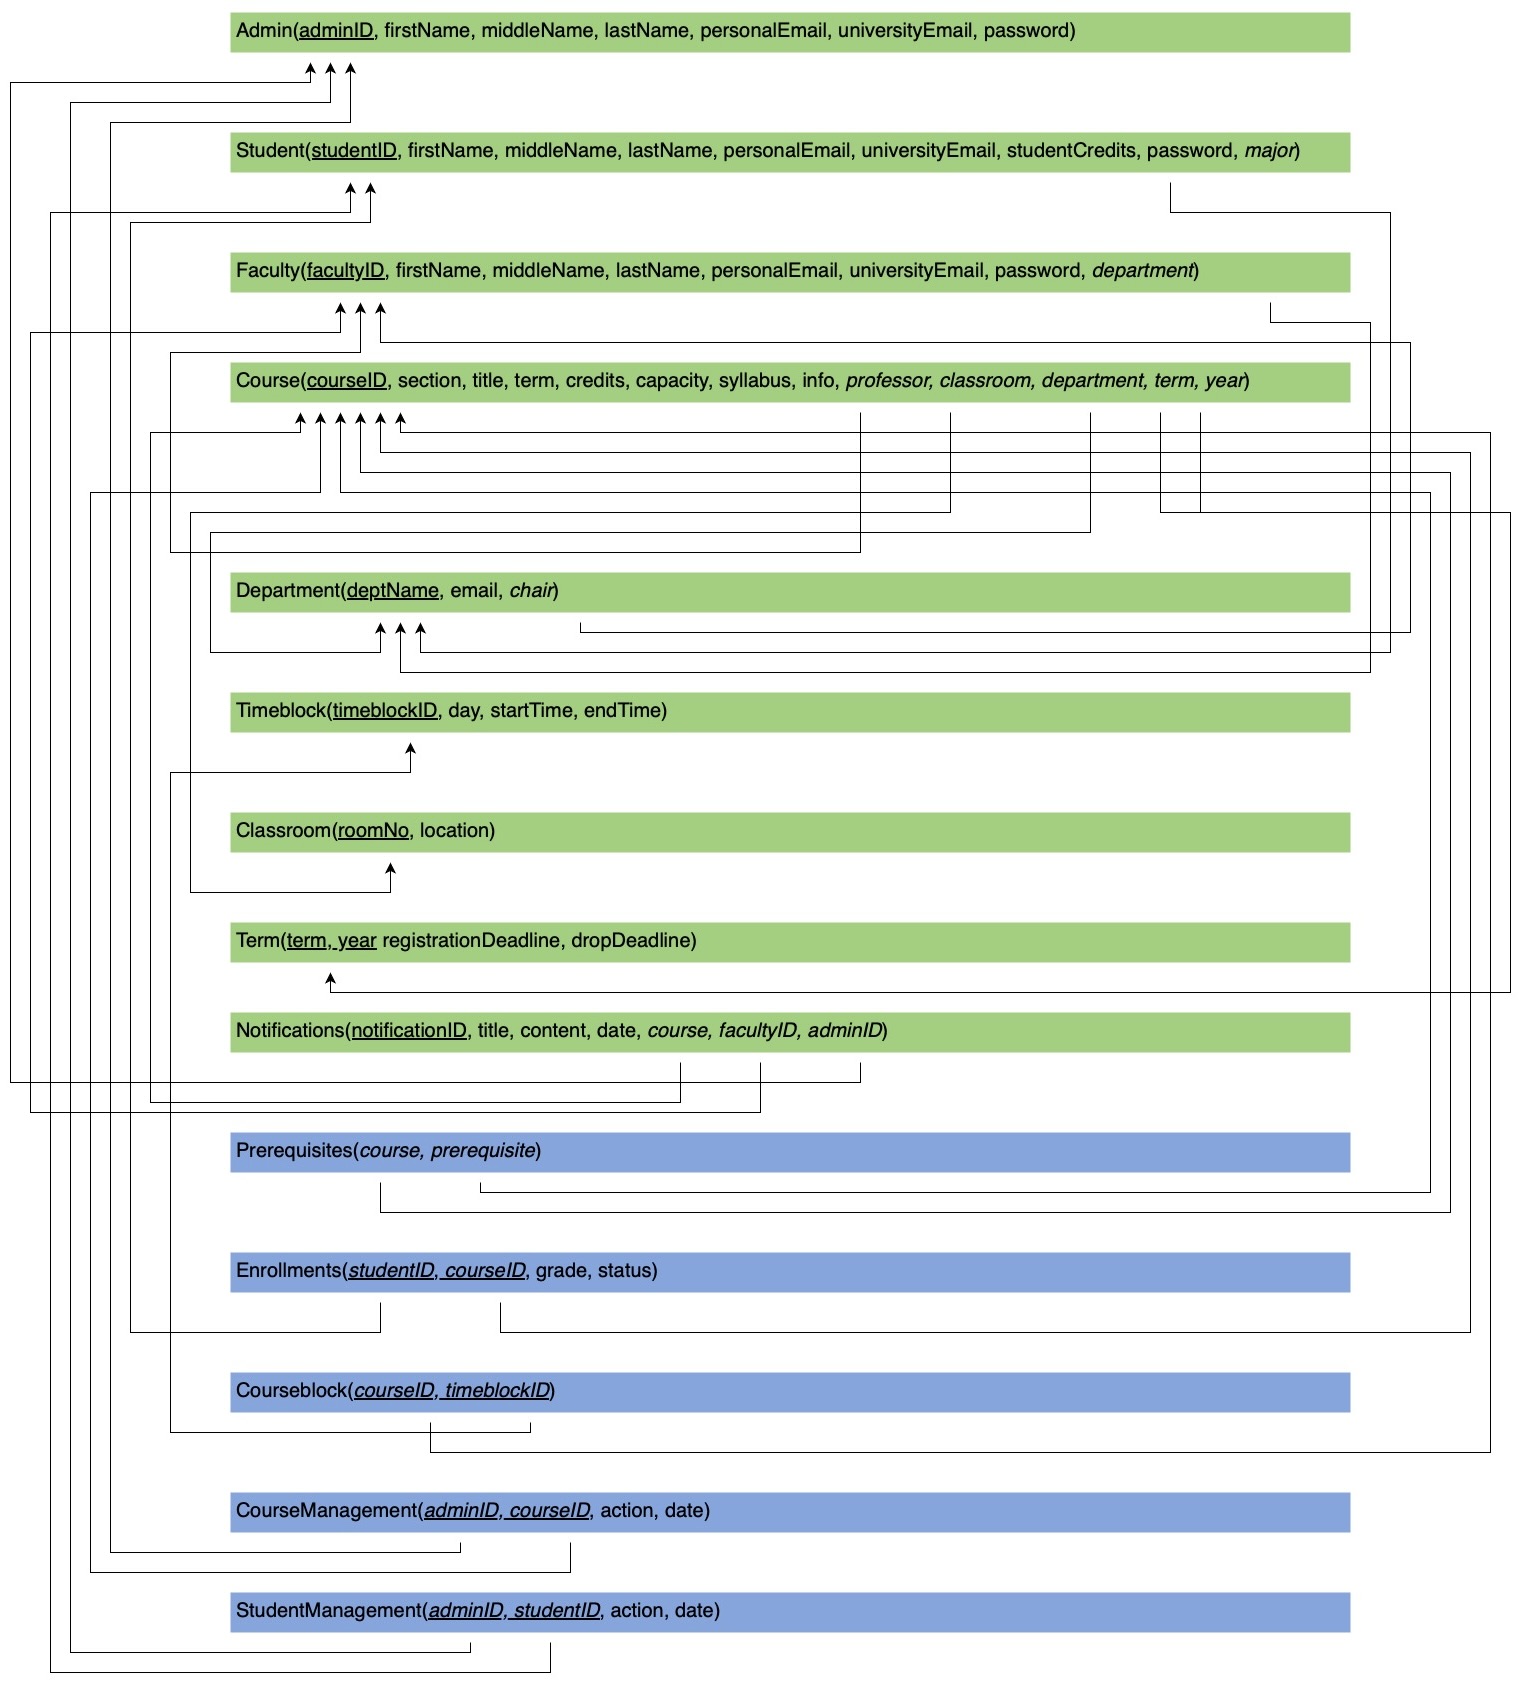 Admin(adminID, firstName, middleName, lastName, personalEmail, universityEmail, password)
Student(studentID, firstName, middleName, lastName, personalEmail, universityEmail, studentCredits, password, major)
Faculty(facultyID, firstName, middleName, lastName, personalEmail, universityEmail, password, department)
Course(courseID, section, title, term, credits, capacity, syllabus, info, professor, classroom, department, term, year)
Department(deptName, email, chair)
Timeblock(timeblockID, day, startTime, endTime)
Classroom(roomNo, location)
Term(term, year registrationDeadline, dropDeadline)
Notifications(notificationID, title, content, date, course, facultyID, adminID)
Prerequisites(course, prerequisite)
Enrollments(studentID, courseID, grade, status)
Courseblock(courseID, timeblockID)
CourseManagement(adminID, courseID, action, date)
StudentManagement(adminID, studentID, action, date)